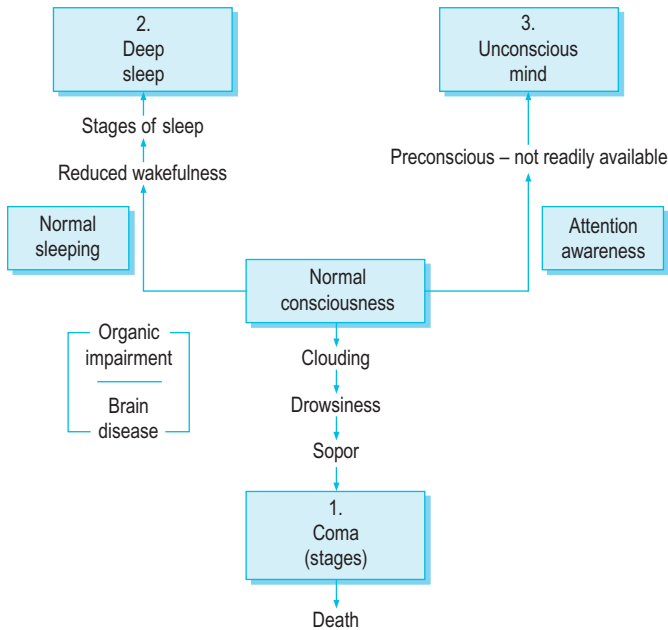 2.
Deep
sleep
3.
Unconscious
mind
Stages of sleep
Preconscious – not readily available
Reduced wakefulness
Normal
sleeping
Attention
awareness
Normal
consciousness
Organic
impairment
Brain
disease
Clouding
Drowsiness
Sopor
1.
Coma
(stages)
Death